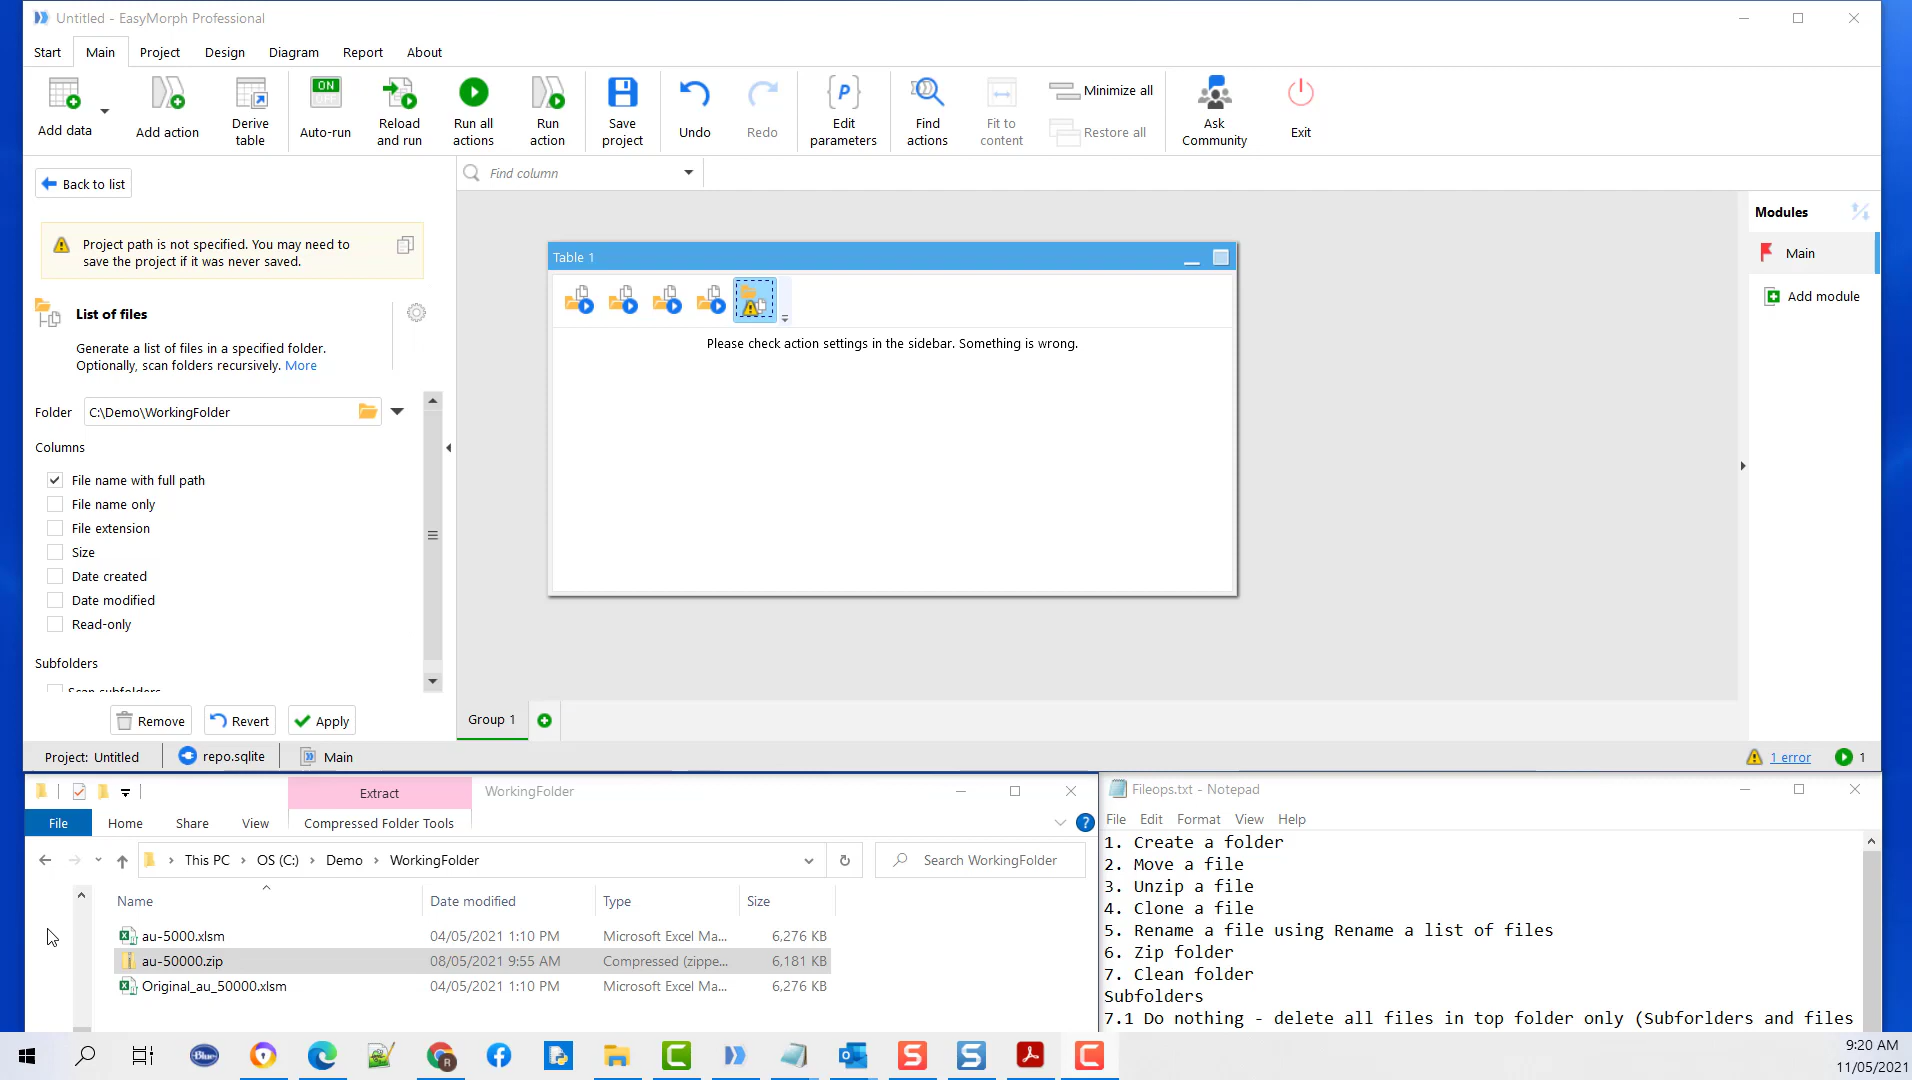 Untitled - EasyMorph Professional
Start Main Project Design Diagram Report About
Add data
Add action
Derive table
ON
OFF
Auto-run
Reload and run
Run all actions
Run action
Save project
Undo
Redo
P
Edit parameters
Find actions
Fit to content
Minimize all
Restore all
Ask Community
Exit
Back to list
Find column
Project path is not specified. You may need to
save the project if it was never saved.
List of files
Generate a list of files in a specified folder.
Optionally, scan folders recursively. More
Folder C:\Demo\WorkingFolder
Columns
File name with full path
File name only
File extension
Size
Date created
Date modified
Read-only
Subfolders
Scan subfolders
Remove Revert Apply
Table 1
Please check action settings in the sidebar. Something is wrong.
Group 1
Modules
Main
Add module
Project: Untitled repo.sqlite Main 1 error 1
Extract WorkingFolder
File Home Share View Compressed Folder Tools
This PC OS (C:) Demo WorkingFolder Search WorkingFolder
Name Date modified Type Size
au-5000.xlsm 04/05/2021 1:10 PM Microsoft Excel Ma... 6,276 KB
au-50000.zip 08/05/2021 9:55 AM Compressed (zippe... 6,181 KB
Original_au_50000.xlsm 04/05/2021 1:10 PM Microsoft Excel Ma... 6,276 KB
Fileops.txt - Notepad
File Edit Format View Help
1. Create a folder
2. Move a file
3. Unzip a file
4. Clone a file
5. Rename a file using Rename a list of files
6. Zip folder
7. Clean folder
Subfolders
7.1 Do nothing - delete all files in top folder only (Subforlders and files
Blue
R
9:20 AM
11/05/2021